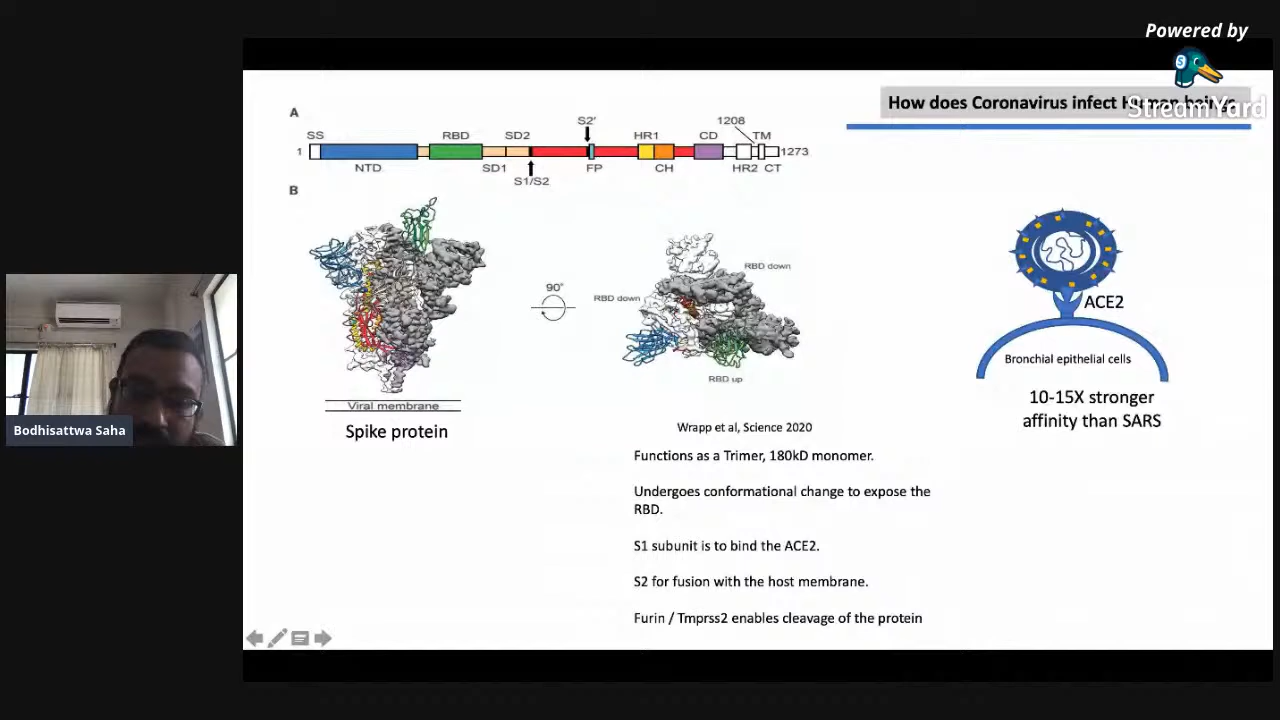 Powered by
StreamYard
How does Coronavirus infect Human beings
A
S2'
1208
SS
RBD
SD2
HR1
CD
TM
1
1273
NTD
SD1
FP
CH
HR2
CT
S1/S2
B
90°
RBD down
RBD down
RBD up
Viral membrane
Spike protein
ACE2
Bronchial epithelial cells
10-15X stronger
affinity than SARS
Wrapp et al, Science 2020
Functions as a Trimer, 180kD monomer.
Undergoes conformational change to expose the
RBD.
S1 subunit is to bind the ACE2.
S2 for fusion with the host membrane.
Furin / Tmprss2 enables cleavage of the protein
Bodhisattwa Saha